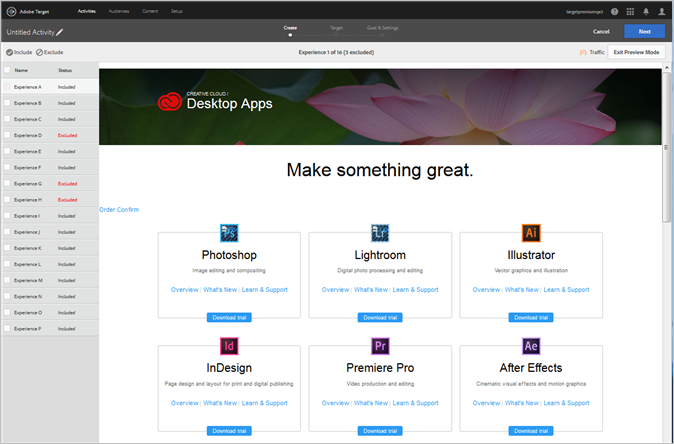 Adobe Target Activities Audiences Content Setup targetpremiumqe3
Untitled Activity Create Target Goal & Settings Cancel Next
Include Exclude Experience 1 of 16 (3 excluded) Traffic Exit Preview Mode
Name Status
Experience A Included
Experience B Included
Experience C Included
Experience D Excluded
Experience E Included
Experience F Included
Experience G Excluded
Experience H Excluded
Experience I Included
Experience J Included
Experience K Included
Experience L Included
Experience M Included
Experience N Included
Experience O Included
Experience P Included
CREATIVE CLOUD /
Desktop Apps
Make something great.
Order Confirm
Ps
Photoshop
Image editing and compositing
Overview | What's New | Learn & Support
Download trial
Lr
Lightroom
Digital photo processing and editing
Overview | What's New | Learn & Support
Download trial
Ai
Illustrator
Vector graphics and illustration
Overview | What's New | Learn & Support
Download trial
Id
InDesign
Page design and layout for print and digital publishing
Overview | What's New | Learn & Support
Download trial
Pr
Premiere Pro
Video production and editing
Overview | What's New | Learn & Support
Download trial
Ae
After Effects
Cinematic visual effects and motion graphics
Overview | What's New | Learn & Support
Download trial